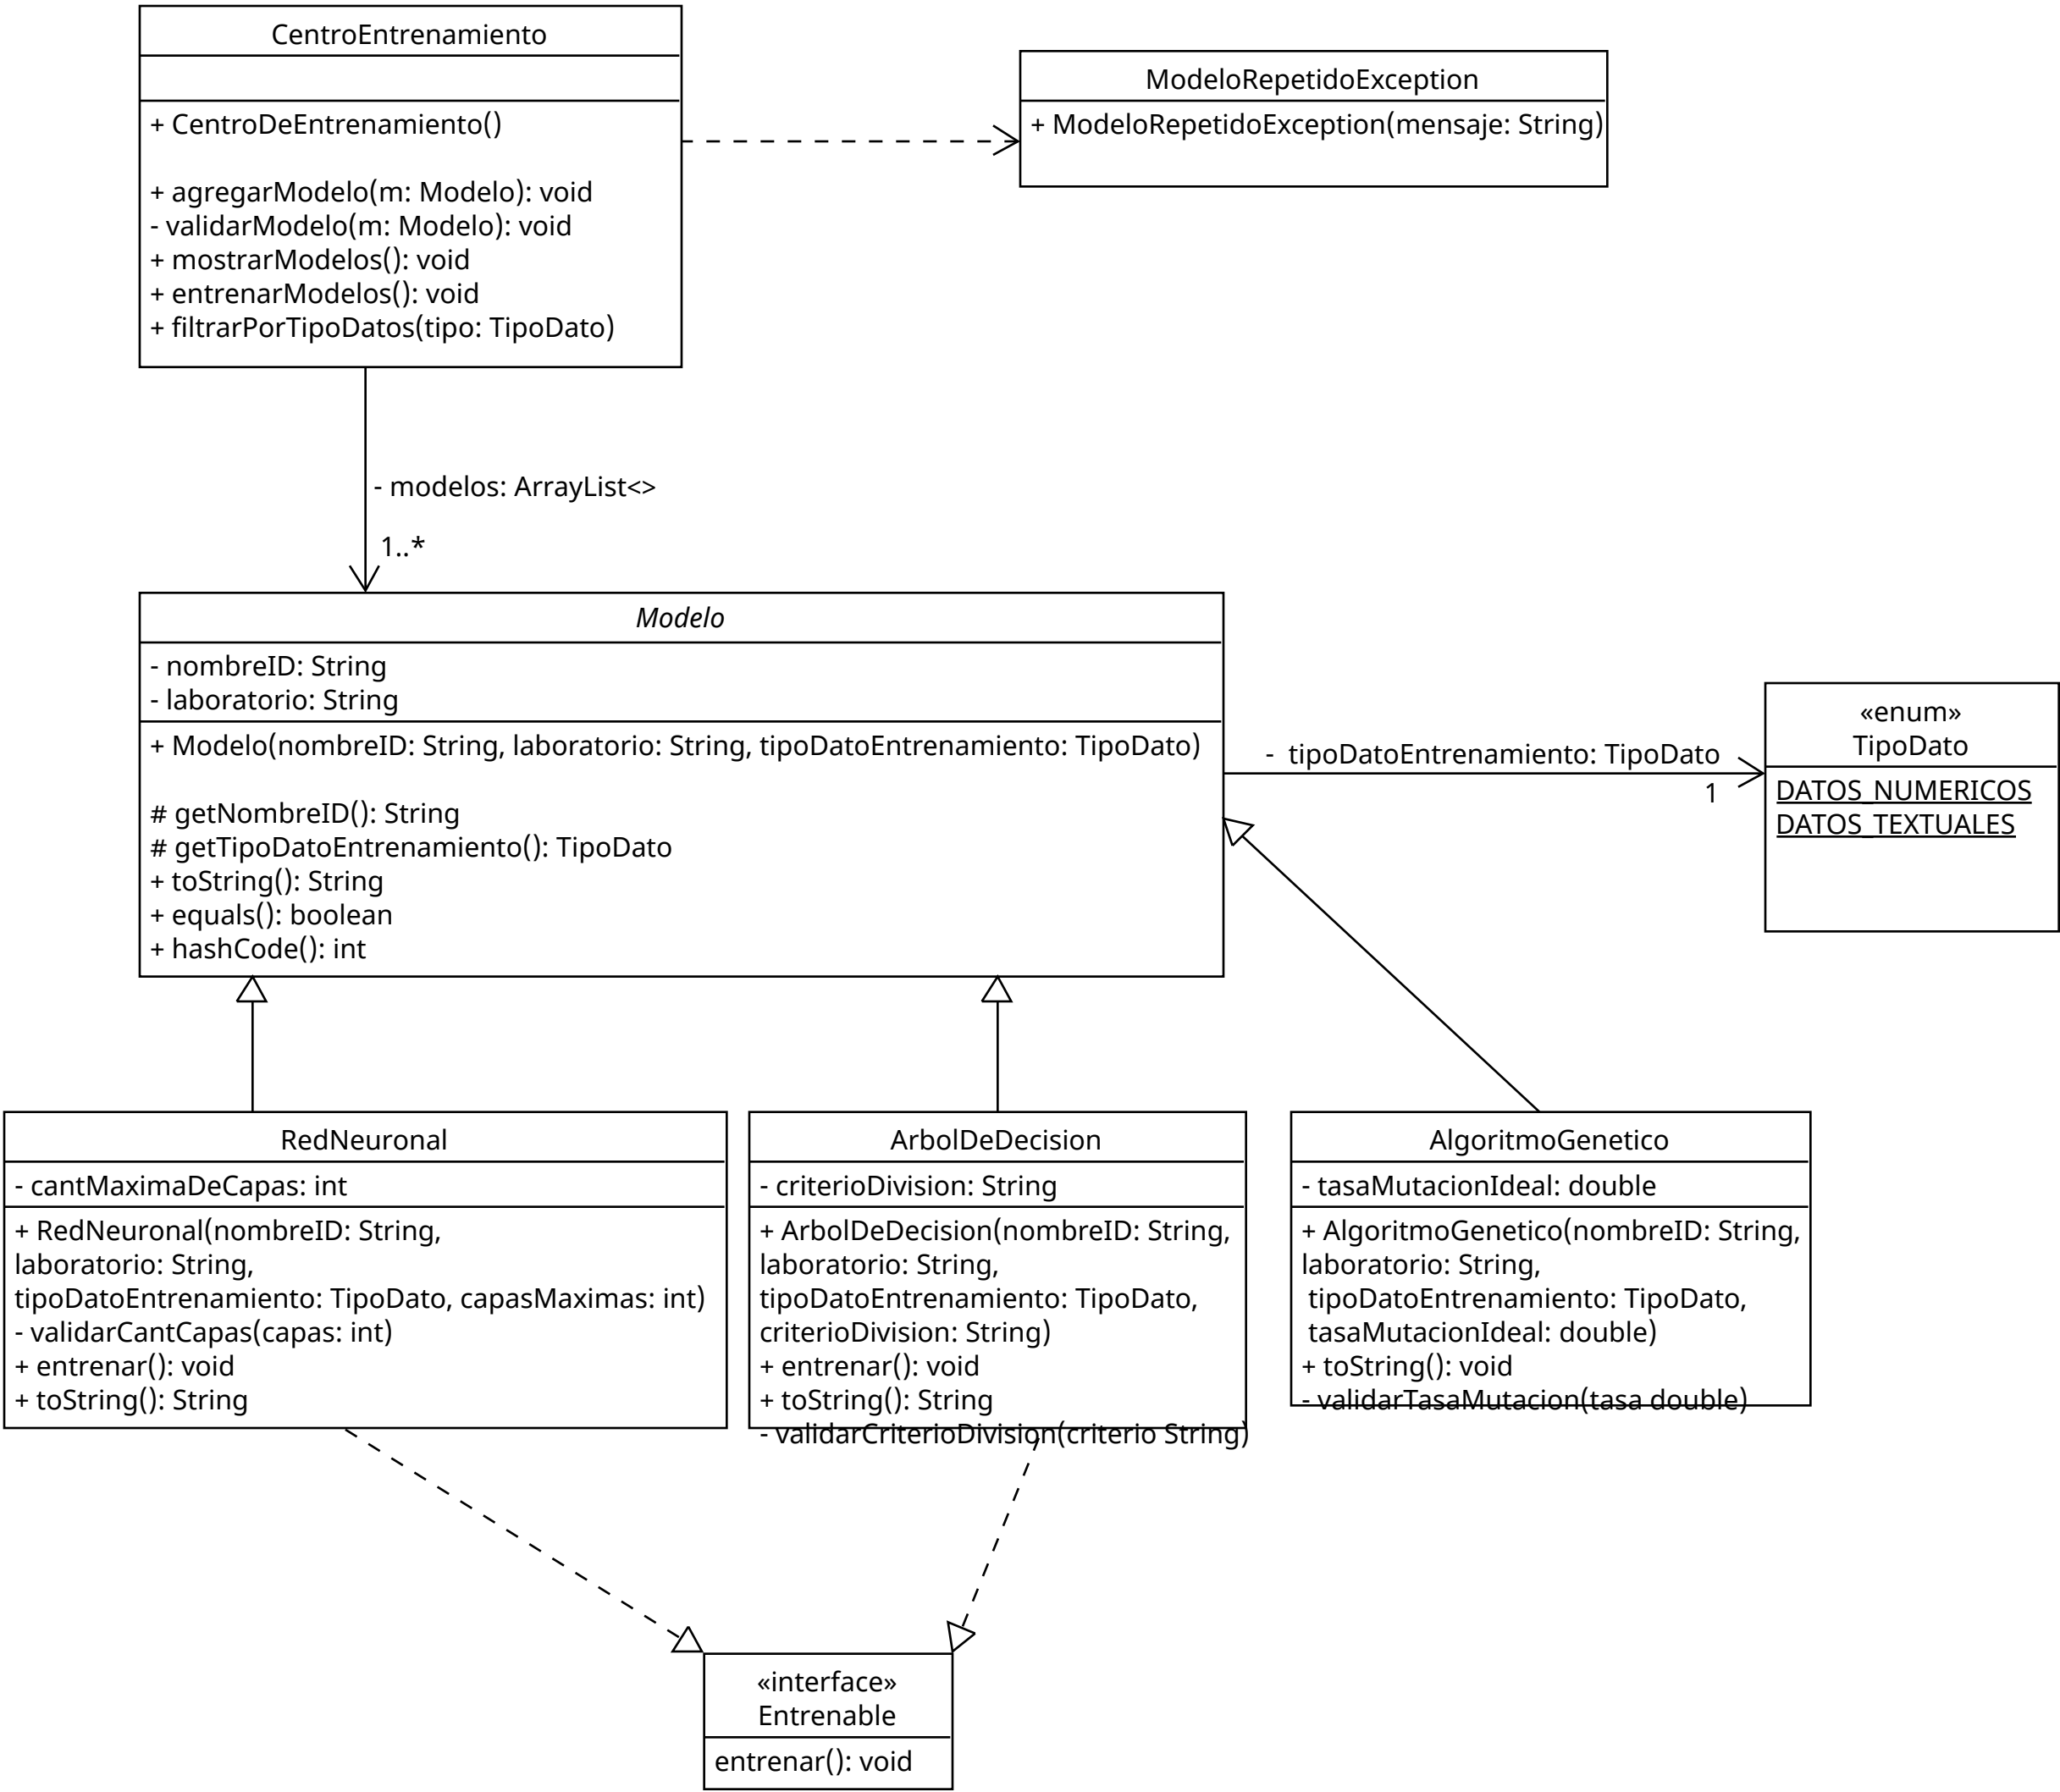 CentroEntrenamiento
+ CentroDeEntrenamiento()
+ agregarModelo(m: Modelo): void
- validarModelo(m: Modelo): void
+ mostrarModelos(): void
+ entrenarModelos(): void
+ filtrarPorTipoDatos(tipo: TipoDato)
ModeloRepetidoException
+ ModeloRepetidoException(mensaje: String)
- modelos: ArrayList<>
1..*
Modelo
- nombreID: String
- laboratorio: String
+ Modelo(nombreID: String, laboratorio: String, tipoDatoEntrenamiento: TipoDato)
# getNombreID(): String
# getTipoDatoEntrenamiento(): TipoDato
+ toString(): String
+ equals(): boolean
+ hashCode(): int
- tipoDatoEntrenamiento: TipoDato
1
«enum»
TipoDato
DATOS_NUMERICOS
DATOS_TEXTUALES
RedNeuronal
- cantMaximaDeCapas: int
+ RedNeuronal(nombreID: String,
laboratorio: String,
tipoDatoEntrenamiento: TipoDato, capasMaximas: int)
- validarCantCapas(capas: int)
+ entrenar(): void
+ toString(): String
ArbolDeDecision
- criterioDivision: String
+ ArbolDeDecision(nombreID: String,
laboratorio: String,
tipoDatoEntrenamiento: TipoDato,
criterioDivision: String)
+ entrenar(): void
+ toString(): String
- validarCriterioDivision(criterio String)
AlgoritmoGenetico
- tasaMutacionIdeal: double
+ AlgoritmoGenetico(nombreID: String,
laboratorio: String,
tipoDatoEntrenamiento: TipoDato,
tasaMutacionIdeal: double)
+ toString(): void
- validarTasaMutacion(tasa double)
«interface»
Entrenable
entrenar(): void